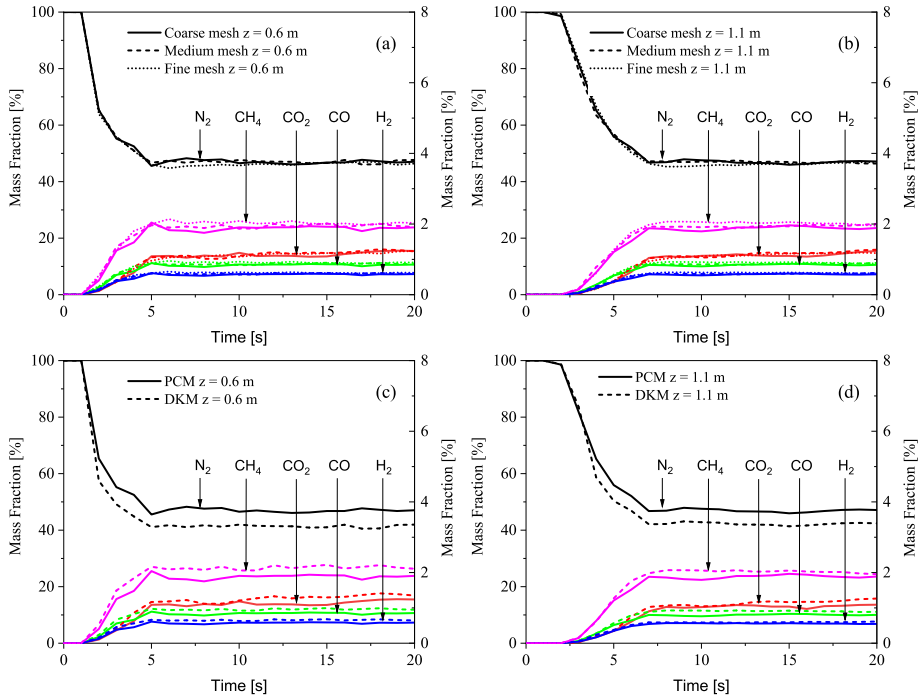 (a)
Coarse mesh z = 0.6 m
Medium mesh z = 0.6 m
Fine mesh z = 0.6 m
N2 CH4 CO2 CO H2
100
80
60
40
20
0
8
6
4
2
0
0 5 10 15 20
Mass Fraction [%]
Mass Fraction [%]
Time [s]
(b)
Coarse mesh z = 1.1 m
Medium mesh z = 1.1 m
Fine mesh z = 1.1 m
N2 CH4 CO2 CO H2
100
80
60
40
20
0
8
6
4
2
0
0 5 10 15 20
Mass Fraction [%]
Mass Fraction [%]
Time [s]
(c)
PCM z = 0.6 m
DKM z = 0.6 m
N2 CH4 CO2 CO H2
100
80
60
40
20
0
8
6
4
2
0
0 5 10 15 20
Mass Fraction [%]
Mass Fraction [%]
Time [s]
(d)
PCM z = 1.1 m
DKM z = 1.1 m
N2 CH4 CO2 CO H2
100
80
60
40
20
0
8
6
4
2
0
0 5 10 15 20
Mass Fraction [%]
Mass Fraction [%]
Time [s]